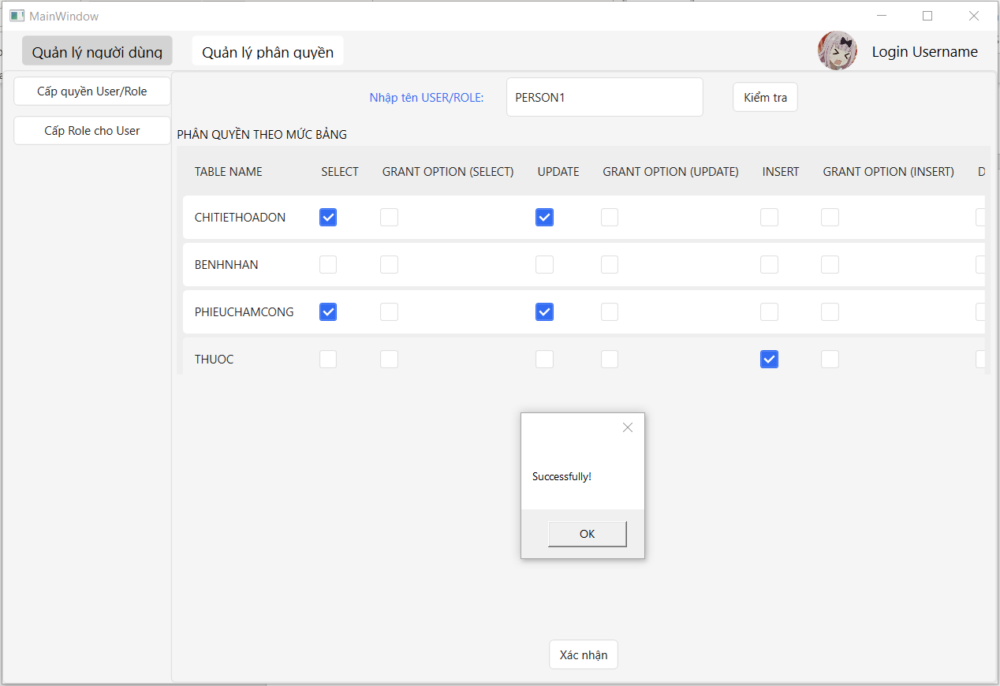 MainWindow
Quản lý người dùng
Quản lý phân quyền
Login Username
Cấp quyền User/Role
Cấp Role cho User
Nhập tên USER/ROLE:
PERSON1
Kiểm tra
PHÂN QUYỀN THEO MỨC BẢNG
TABLE NAME SELECT GRANT OPTION (SELECT) UPDATE GRANT OPTION (UPDATE) INSERT GRANT OPTION (INSERT) D
CHITIETHOADON
BENHNHAN
PHIEUCHAMCONG
THUOC
Successfully!
OK
Xác nhận